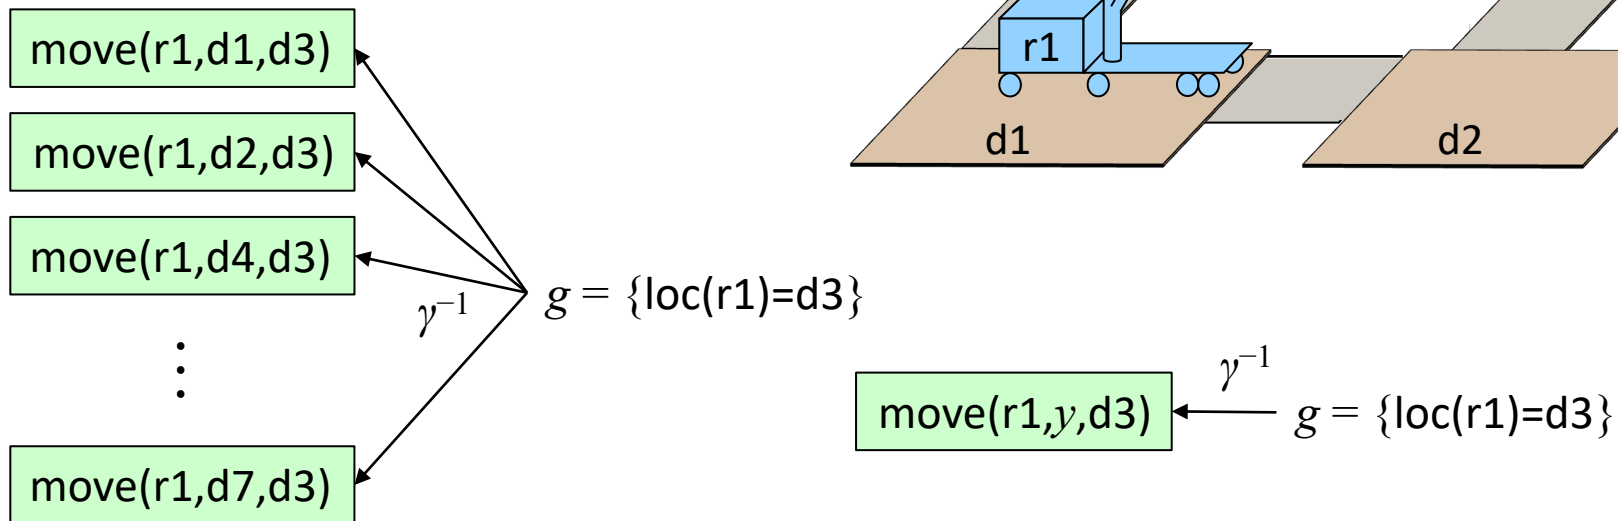 move(r1,d1,d3)
move(r1,d2,d3)
move(r1,d4,d3)
γ⁻¹
g = {loc(r1)=d3}
⋮
move(r1,d7,d3)
r1
d1
d2
move(r1,y,d3)
γ⁻¹
g = {loc(r1)=d3}